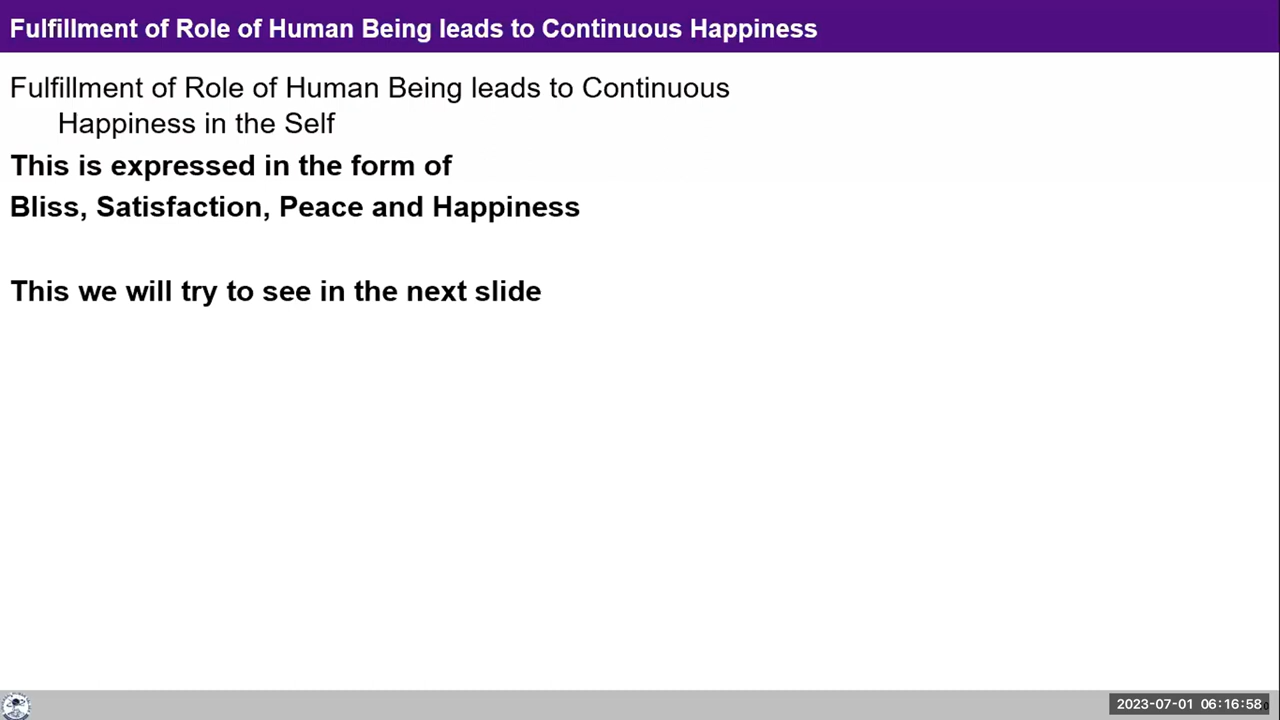 Fulfillment of Role of Human Being leads to Continuous Happiness
Fulfillment of Role of Human Being leads to Continuous
Happiness in the Self
This is expressed in the form of
Bliss, Satisfaction, Peace and Happiness
This we will try to see in the next slide
2023-07-01 06:16:58